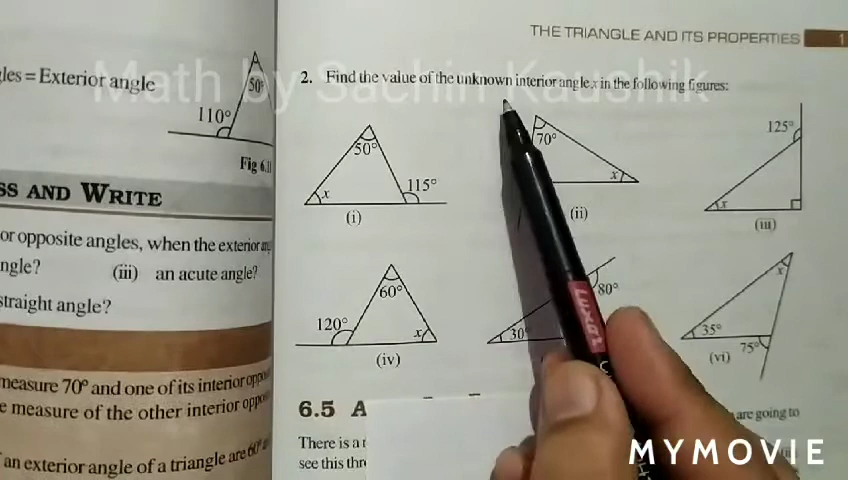 THE TRIANGLE AND ITS PROPERTIES 1
Math by Sachin Kaushik
= Exterior angle
50°
110°
Fig 6.11
AND WRITE
or opposite angles, when the exterior
(iii) an acute angle?
straight angle?
measure 70° and one of its interior
measure of the other interior
an exterior angle of a triangle are 60°
2. Find the value of the unknown interior angle x in the following figures:
50°
x
115°
(i)
70°
x
(ii)
125°
x
(iii)
60°
120°
x
(iv)
30°
80°
35°
x
75°
(vi)
6.5 A
There is a
see this
are going to
LUXOR
MYMOVIE